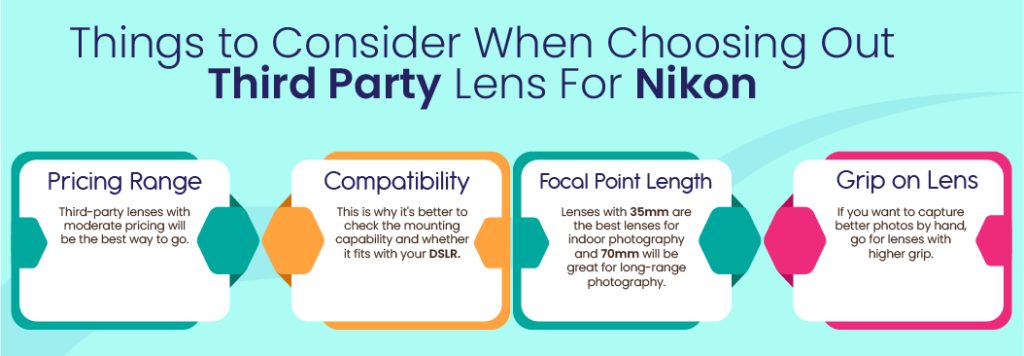 Things to Consider When Choosing Out
Third Party Lens For Nikon
Pricing Range
Third-party lenses with
moderate pricing will
be the best way to go.
Compatibility
This is why it's better to
check the mounting
capability and whether
it fits with your DSLR.
Focal Point Length
Lenses with 35mm are
the best lenses for
indoor photography
and 70mm will be
great for long-range
photography.
Grip on Lens
If you want to capture
better photos by hand,
go for lenses with
higher grip.